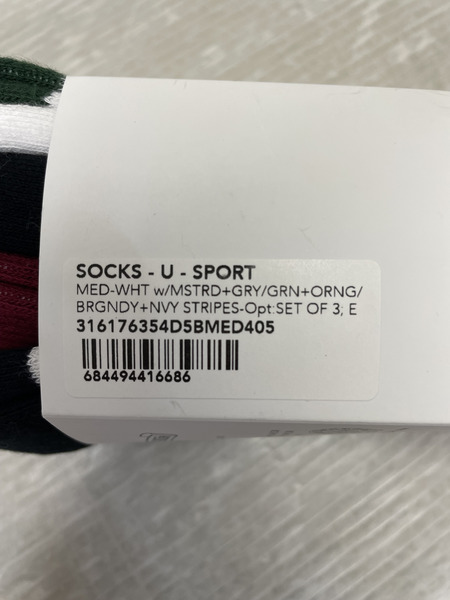 SOCKS - U - SPORT
MED-WHT w/MSTRD+GRY/GRN+ORNG/
BRGNDY+NVY STRIPES-Opt:SET OF 3; E
316176354D5BMED405
684494416686